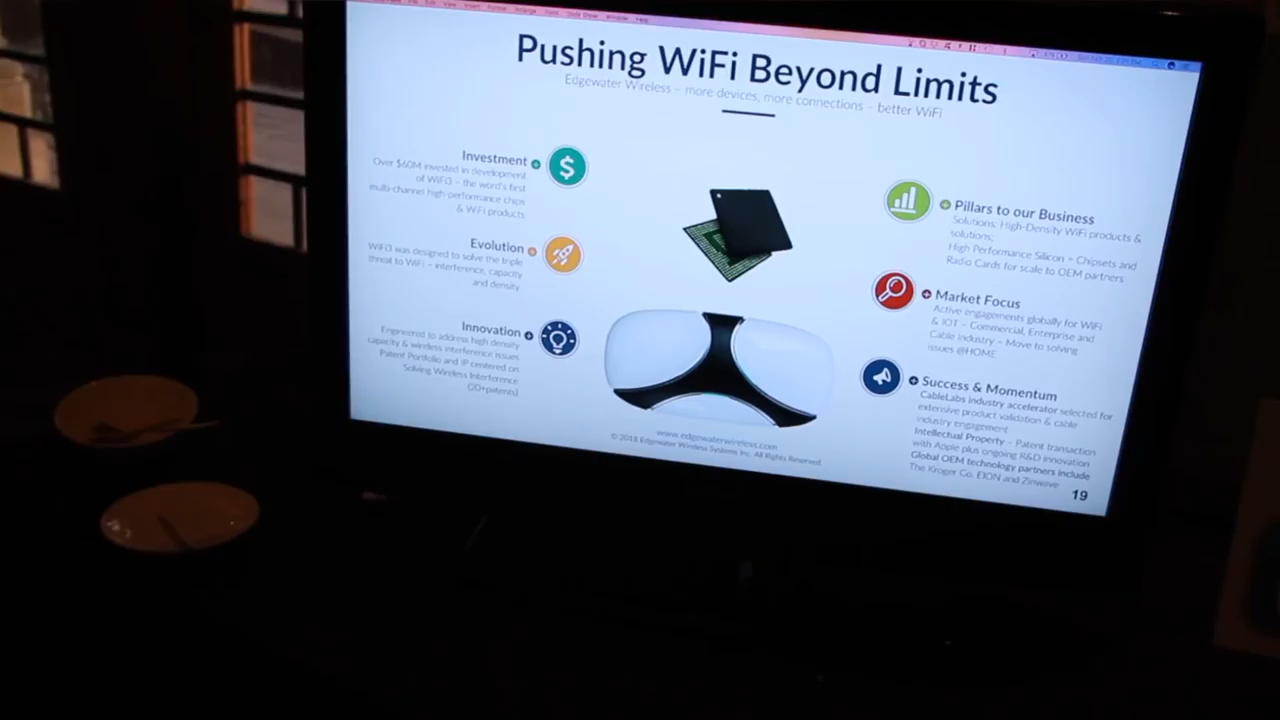 Pushing WiFi Beyond Limits
Edgewater Wireless – more devices, more connections – better WiFi
Investment
Over $60M invested in development
of WiFi3 – the word's first
multi-channel high performance chips
& WiFi products
Evolution
WiFi3 was designed to solve the triple
threat to WiFi – interference, capacity
and density
Innovation
Engineered to address high density
capacity & wireless interference issues
Patent Portfolio and IP centered on
Solving Wireless Interference
(20+patents)
Pillars to our Business
Solutions: High-Density WiFi products &
solutions;
High Performance Silicon – Chipsets and
Radio Cards for scale to OEM partners
Market Focus
Active engagements globally for WiFi
& IOT – Commercial, Enterprise and
Cable Industry – Move to solving
issues @HOME
Success & Momentum
CableLabs industry accelerator selected for
extensive product validation & cable
industry engagement
Intellectual Property – Patent transaction
with Apple plus ongoing R&D innovation
Global OEM technology partners include
The Kroger Co. EION and Zinwave
www.edgewaterwireless.com
© 2018 Edgewater Wireless Systems Inc. All Rights Reserved
19